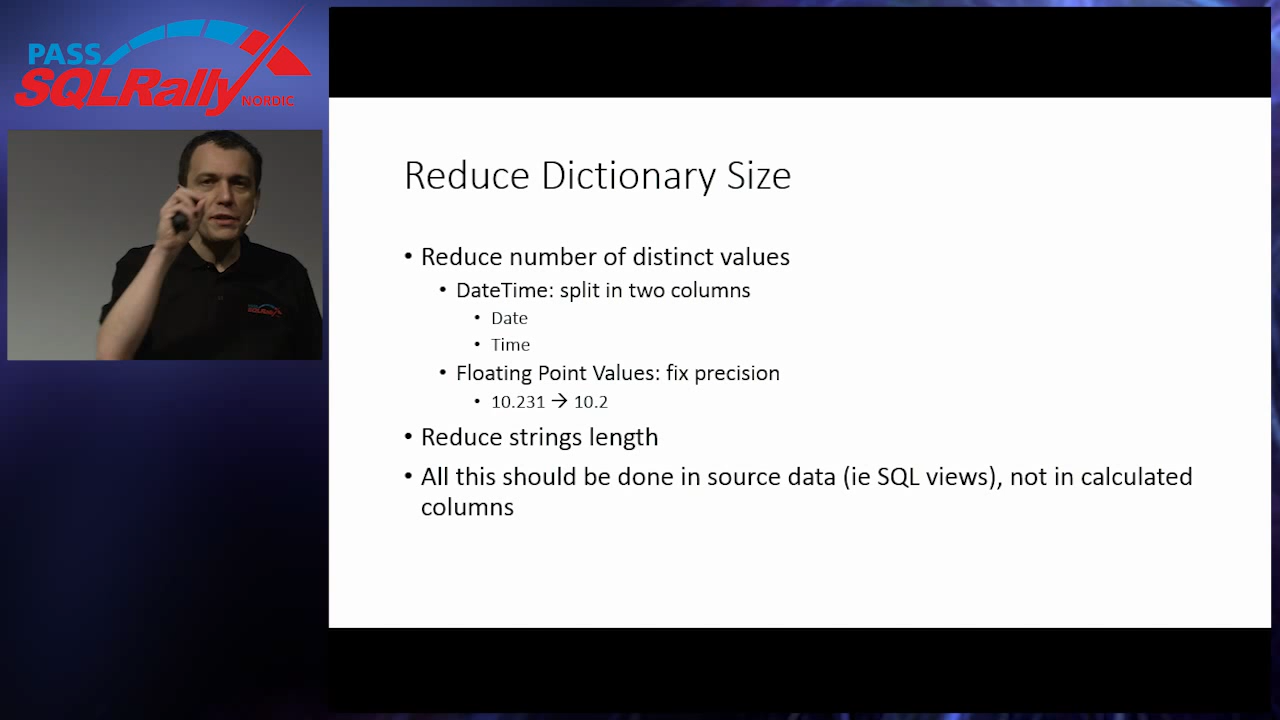 PASS
SQLRally
NORDIC
Reduce Dictionary Size
• Reduce number of distinct values
• DateTime: split in two columns
• Date
• Time
• Floating Point Values: fix precision
• 10.231 → 10.2
• Reduce strings length
• All this should be done in source data (ie SQL views), not in calculated
columns